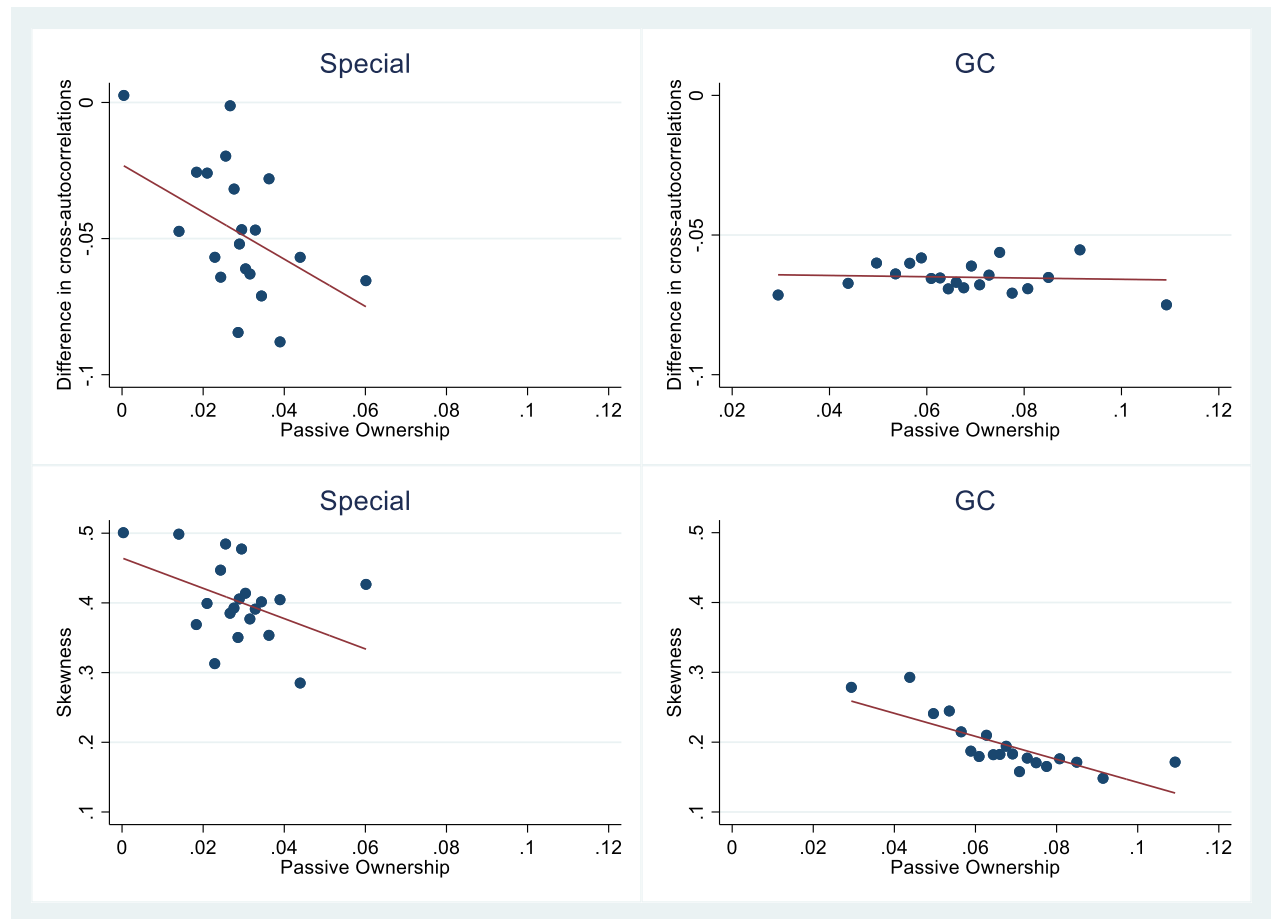 Special
Difference in cross-autocorrelations
0
-.05
-.1
0 .02 .04 .06 .08 .1 .12
Passive Ownership
GC
Difference in cross-autocorrelations
0
-.05
-.1
.02 .04 .06 .08 .1 .12
Passive Ownership
Special
Skewness
.5
.4
.3
.2
.1
0 .02 .04 .06 .08 .1 .12
Passive Ownership
GC
Skewness
.5
.4
.3
.2
.1
0 .02 .04 .06 .08 .1 .12
Passive Ownership